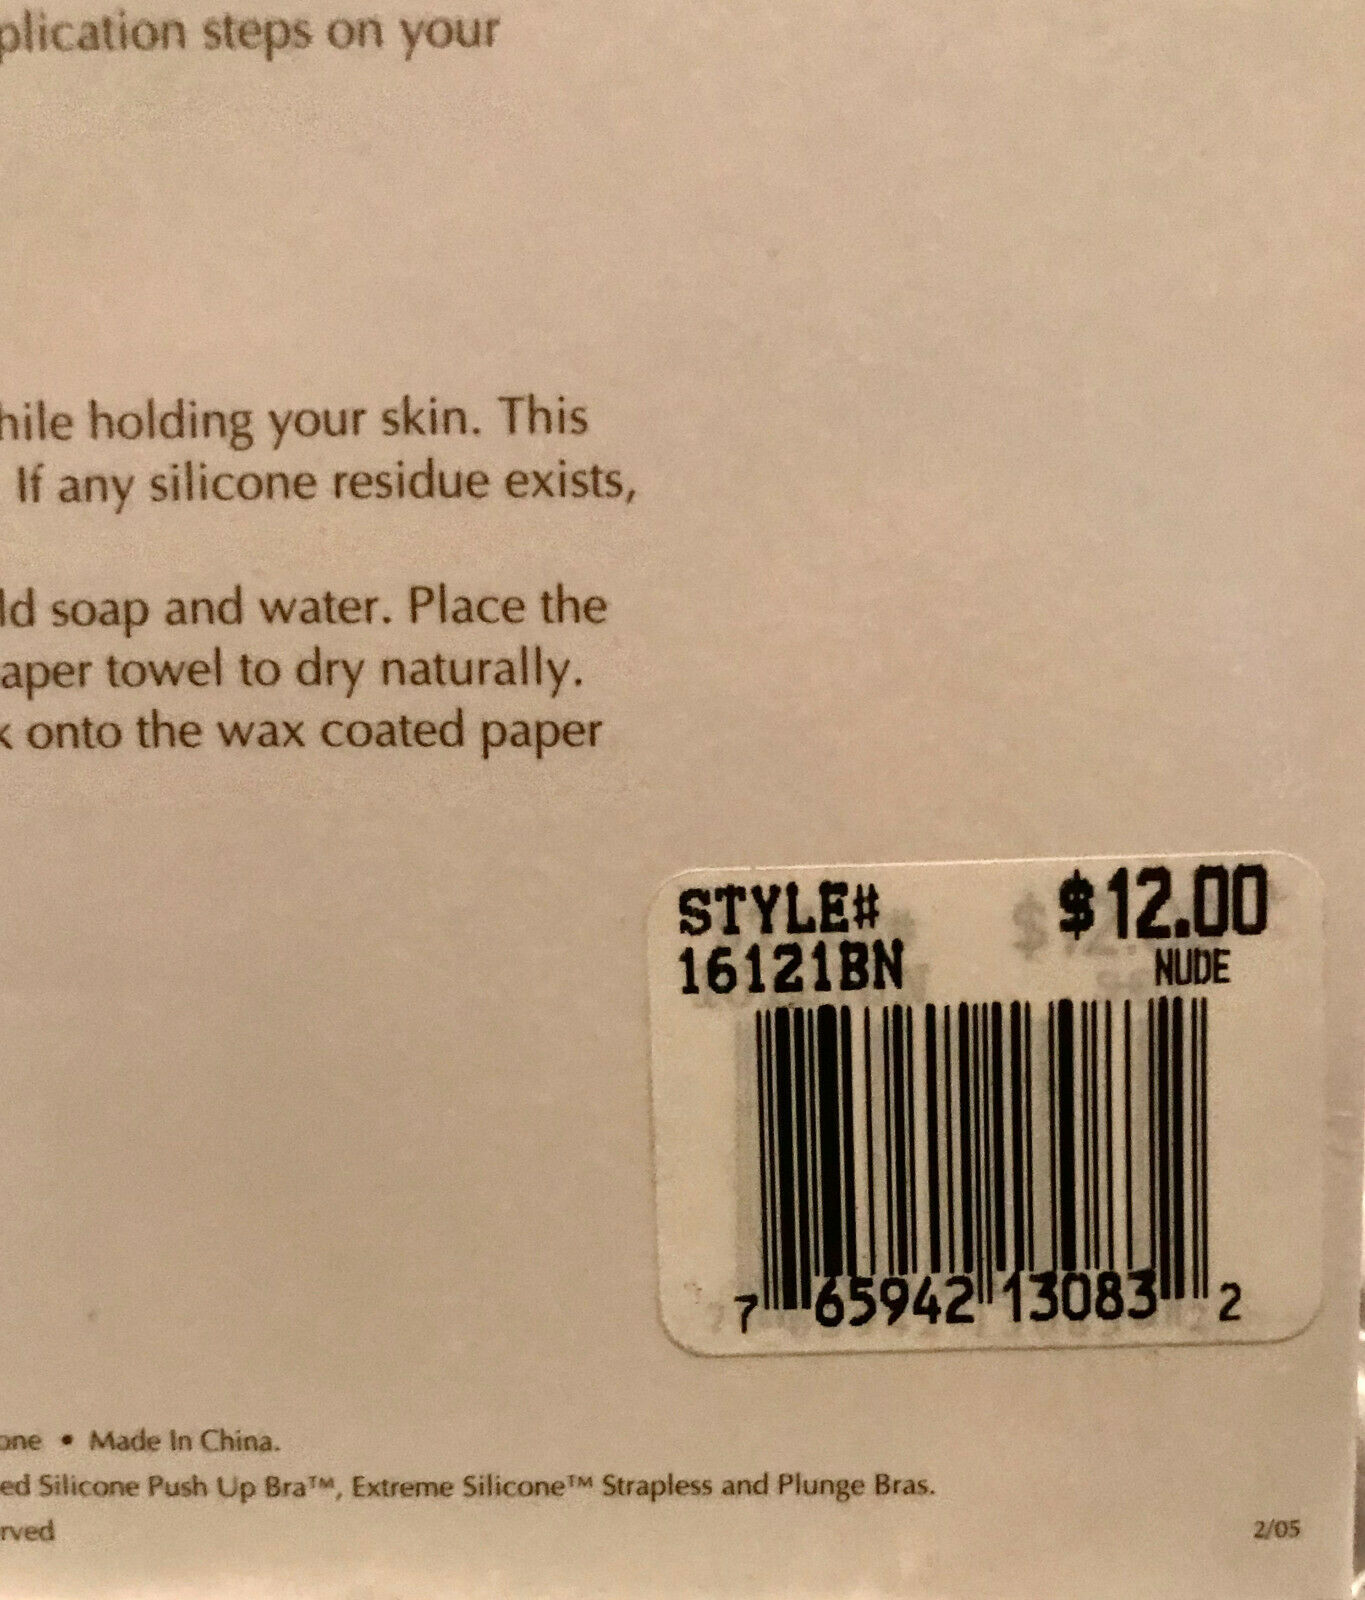 plication steps on your
hile holding your skin. This
If any silicone residue exists,
ld soap and water. Place the
aper towel to dry naturally.
k onto the wax coated paper
STYLE# $12.00
16121BN NUDE
7 65942 13083 2
one • Made In China.
ed Silicone Push Up Bra™, Extreme Silicone™ Strapless and Plunge Bras.
rved
2/05